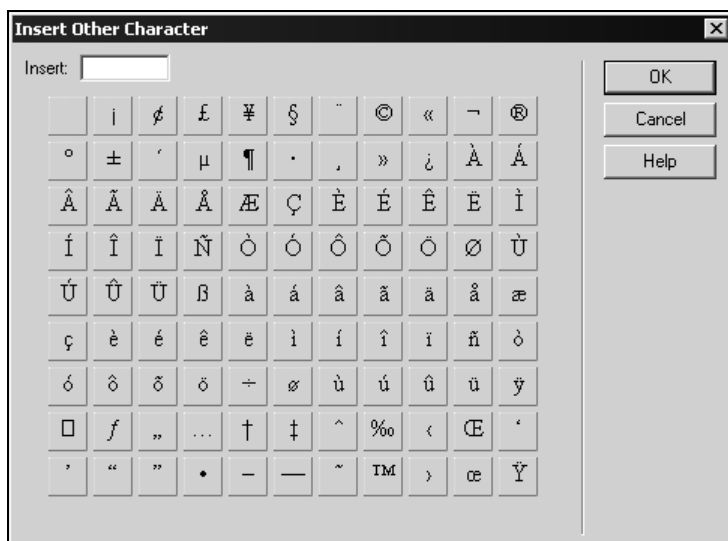 Insert Other Character
Insert:
OK
Cancel
Help
¡ ¢ £ ¥ § ¨ © « ¬ ®
° ± ´ µ ¶ · ¸ » ¿ À Á
Â Ã Ä Å Æ Ç È É Ê Ë Ì
Í Î Ï Ñ Ò Ó Ô Õ Ö Ø Ù
Ú Û Ü ß à á â ã ä å æ
ç è é ê ë ì í î ï ñ ò
ó ô õ ö ÷ ø ù ú û ü ÿ
□ ƒ „ … † ‡ ˆ ‰ ‹ Œ ‘
’ “ ” • – — ˜ ™ › œ Ÿ